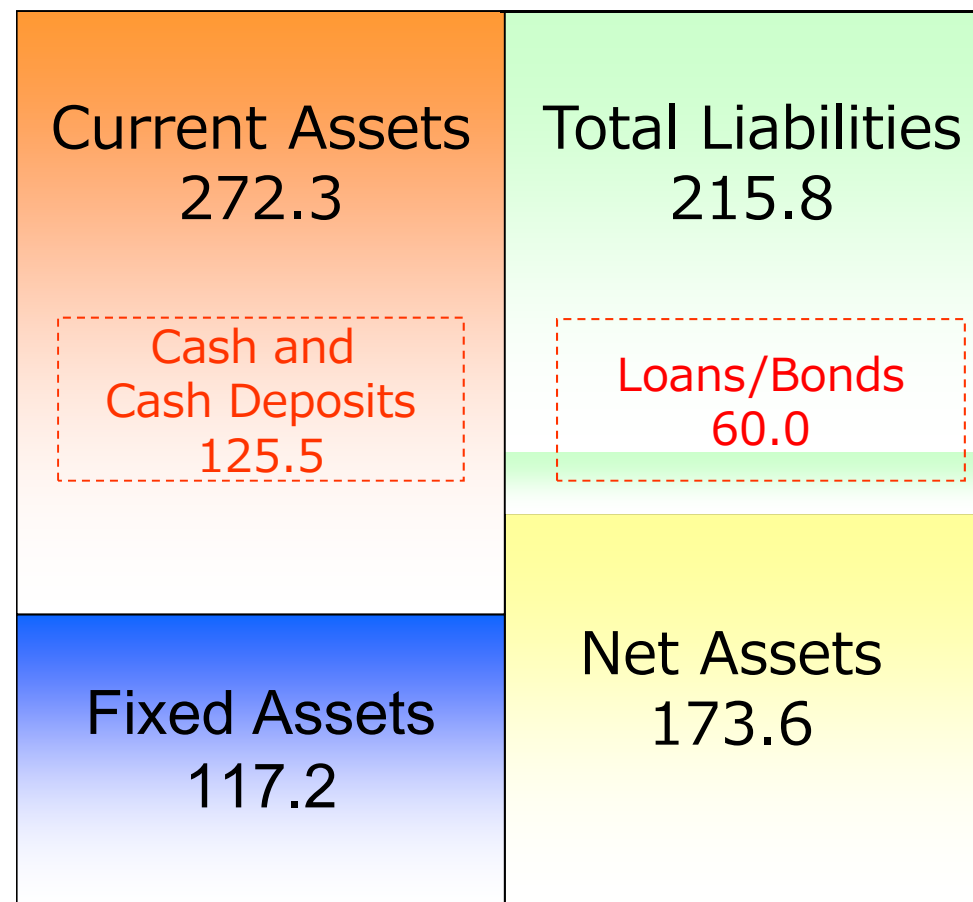 Current Assets
272.3
Cash and
Cash Deposits
125.5
Fixed Assets
117.2
Total Liabilities
215.8
Loans/Bonds
60.0
Net Assets
173.6